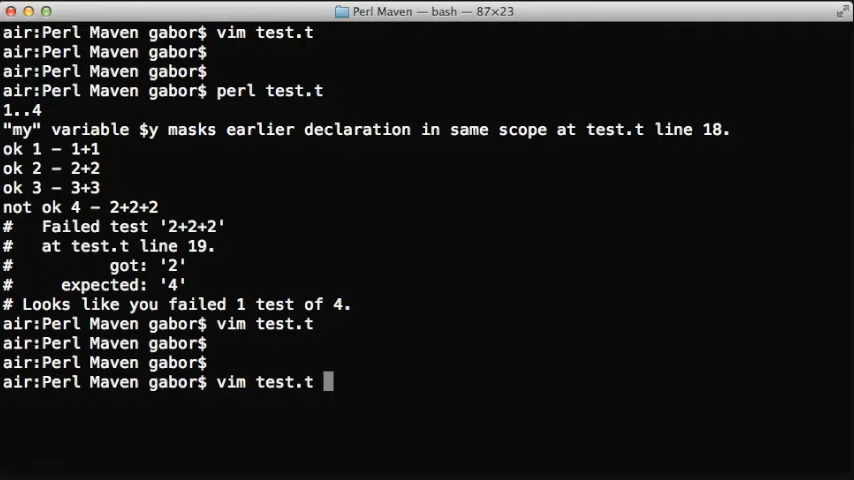 Perl Maven — bash — 87×23
air:Perl Maven gabor$ vim test.t
air:Perl Maven gabor$
air:Perl Maven gabor$
air:Perl Maven gabor$ perl test.t
1..4
"my" variable $y masks earlier declaration in same scope at test.t line 18.
ok 1 - 1+1
ok 2 - 2+2
ok 3 - 3+3
not ok 4 - 2+2+2
#   Failed test '2+2+2'
#   at test.t line 19.
#          got: '2'
#     expected: '4'
# Looks like you failed 1 test of 4.
air:Perl Maven gabor$ vim test.t
air:Perl Maven gabor$
air:Perl Maven gabor$
air:Perl Maven gabor$ vim test.t